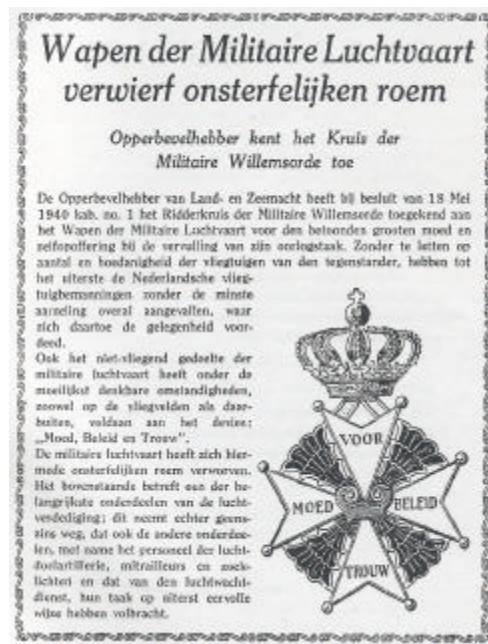 Wapen der Militaire Luchtvaart
verwierf onsterfelijken roem
Opperbevelhebber kent het Kruis der
Militaire Willemsorde toe
De Opperbevelhebber van Land- en Zeemacht heeft bij besluit van 18 Mei
1940 kab. no. 1 het Ridderkruis der Militaire Willemsorde toegekend aan
het Wapen der Militaire Luchtvaart voor den betoonden grooten moed en
zelfopoffering bij de vervulling van zijn oorlogstaak. Zonder te letten op
aantal en hoedanigheid der vliegtuigen van den tegenstander, hebben tot
het uiterste de Nederlandsche vlieg-
tuigbemanningen zonder de minste
aarzeling overal aangevallen, waar
zich daartoe de gelegenheid voor-
deed.
Ook het niet-vliegend gedeelte der
militaire luchtvaart heeft onder de
moeilijkst denkbare omstandigheden,
zoowel op de vliegvelden als daar-
buiten, voldaan aan het devies:
„Moed, Beleid en Trouw".
De militaire luchtvaart heeft zich hier-
mede onsterfelijken roem verworven.
Het bovenstaande betreft een der be-
langrijkste onderdeelen van de lucht-
verdediging; dit neemt echter geens-
zins weg, dat ook de andere onderdee-
len, met name het personeel der lucht-
doelartillerie, mitrailleurs en zoek-
lichten en dat van den luchtwacht-
dienst, hun taak op uiterst eervolle
wijze hebben volbracht.
VOOR
MOED
BELEID
TROUW